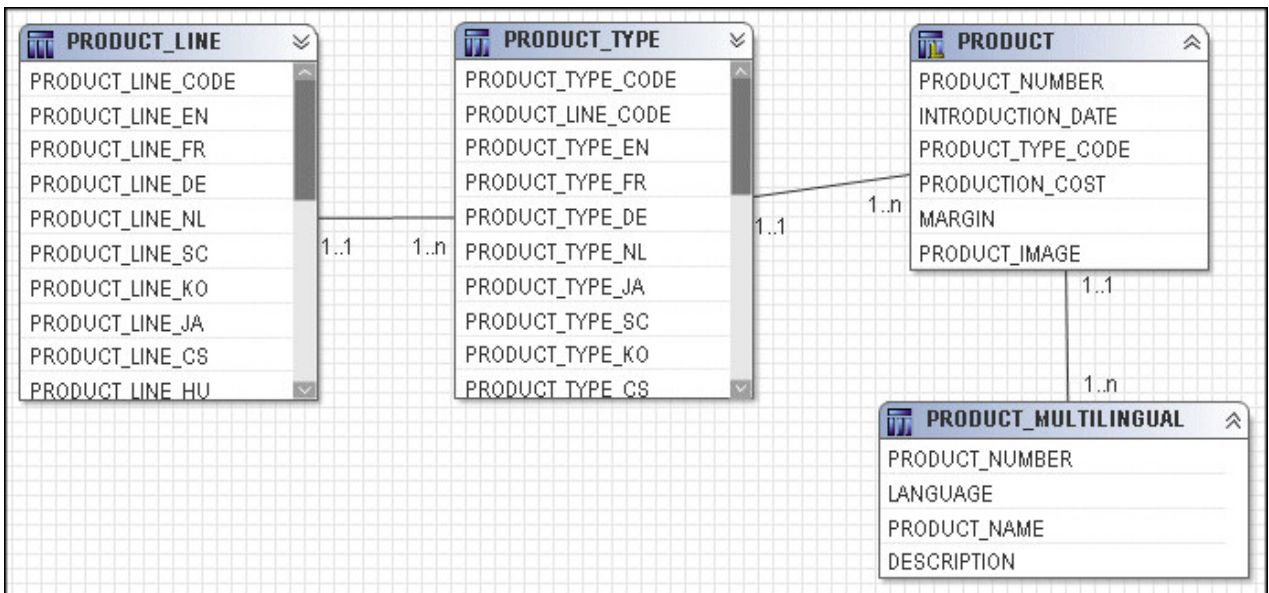 PRODUCT_LINE
PRODUCT_LINE_CODE
PRODUCT_LINE_EN
PRODUCT_LINE_FR
PRODUCT_LINE_DE
PRODUCT_LINE_NL
PRODUCT_LINE_SC
PRODUCT_LINE_KO
PRODUCT_LINE_JA
PRODUCT_LINE_CS
PRODUCT_LINE_HU
1..1
1..n
PRODUCT_TYPE
PRODUCT_TYPE_CODE
PRODUCT_LINE_CODE
PRODUCT_TYPE_EN
PRODUCT_TYPE_FR
PRODUCT_TYPE_DE
PRODUCT_TYPE_NL
PRODUCT_TYPE_JA
PRODUCT_TYPE_SC
PRODUCT_TYPE_KO
PRODUCT_TYPE_CS
1..1
1..n
PRODUCT
PRODUCT_NUMBER
INTRODUCTION_DATE
PRODUCT_TYPE_CODE
PRODUCTION_COST
MARGIN
PRODUCT_IMAGE
1..1
1..n
PRODUCT_MULTILINGUAL
PRODUCT_NUMBER
LANGUAGE
PRODUCT_NAME
DESCRIPTION